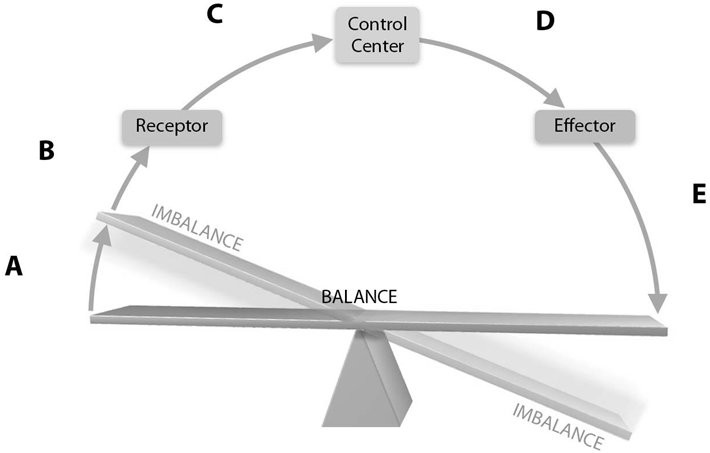 C
D
Control
Center
Receptor
Effector
B
E
IMBALANCE
A
BALANCE
IMBALANCE